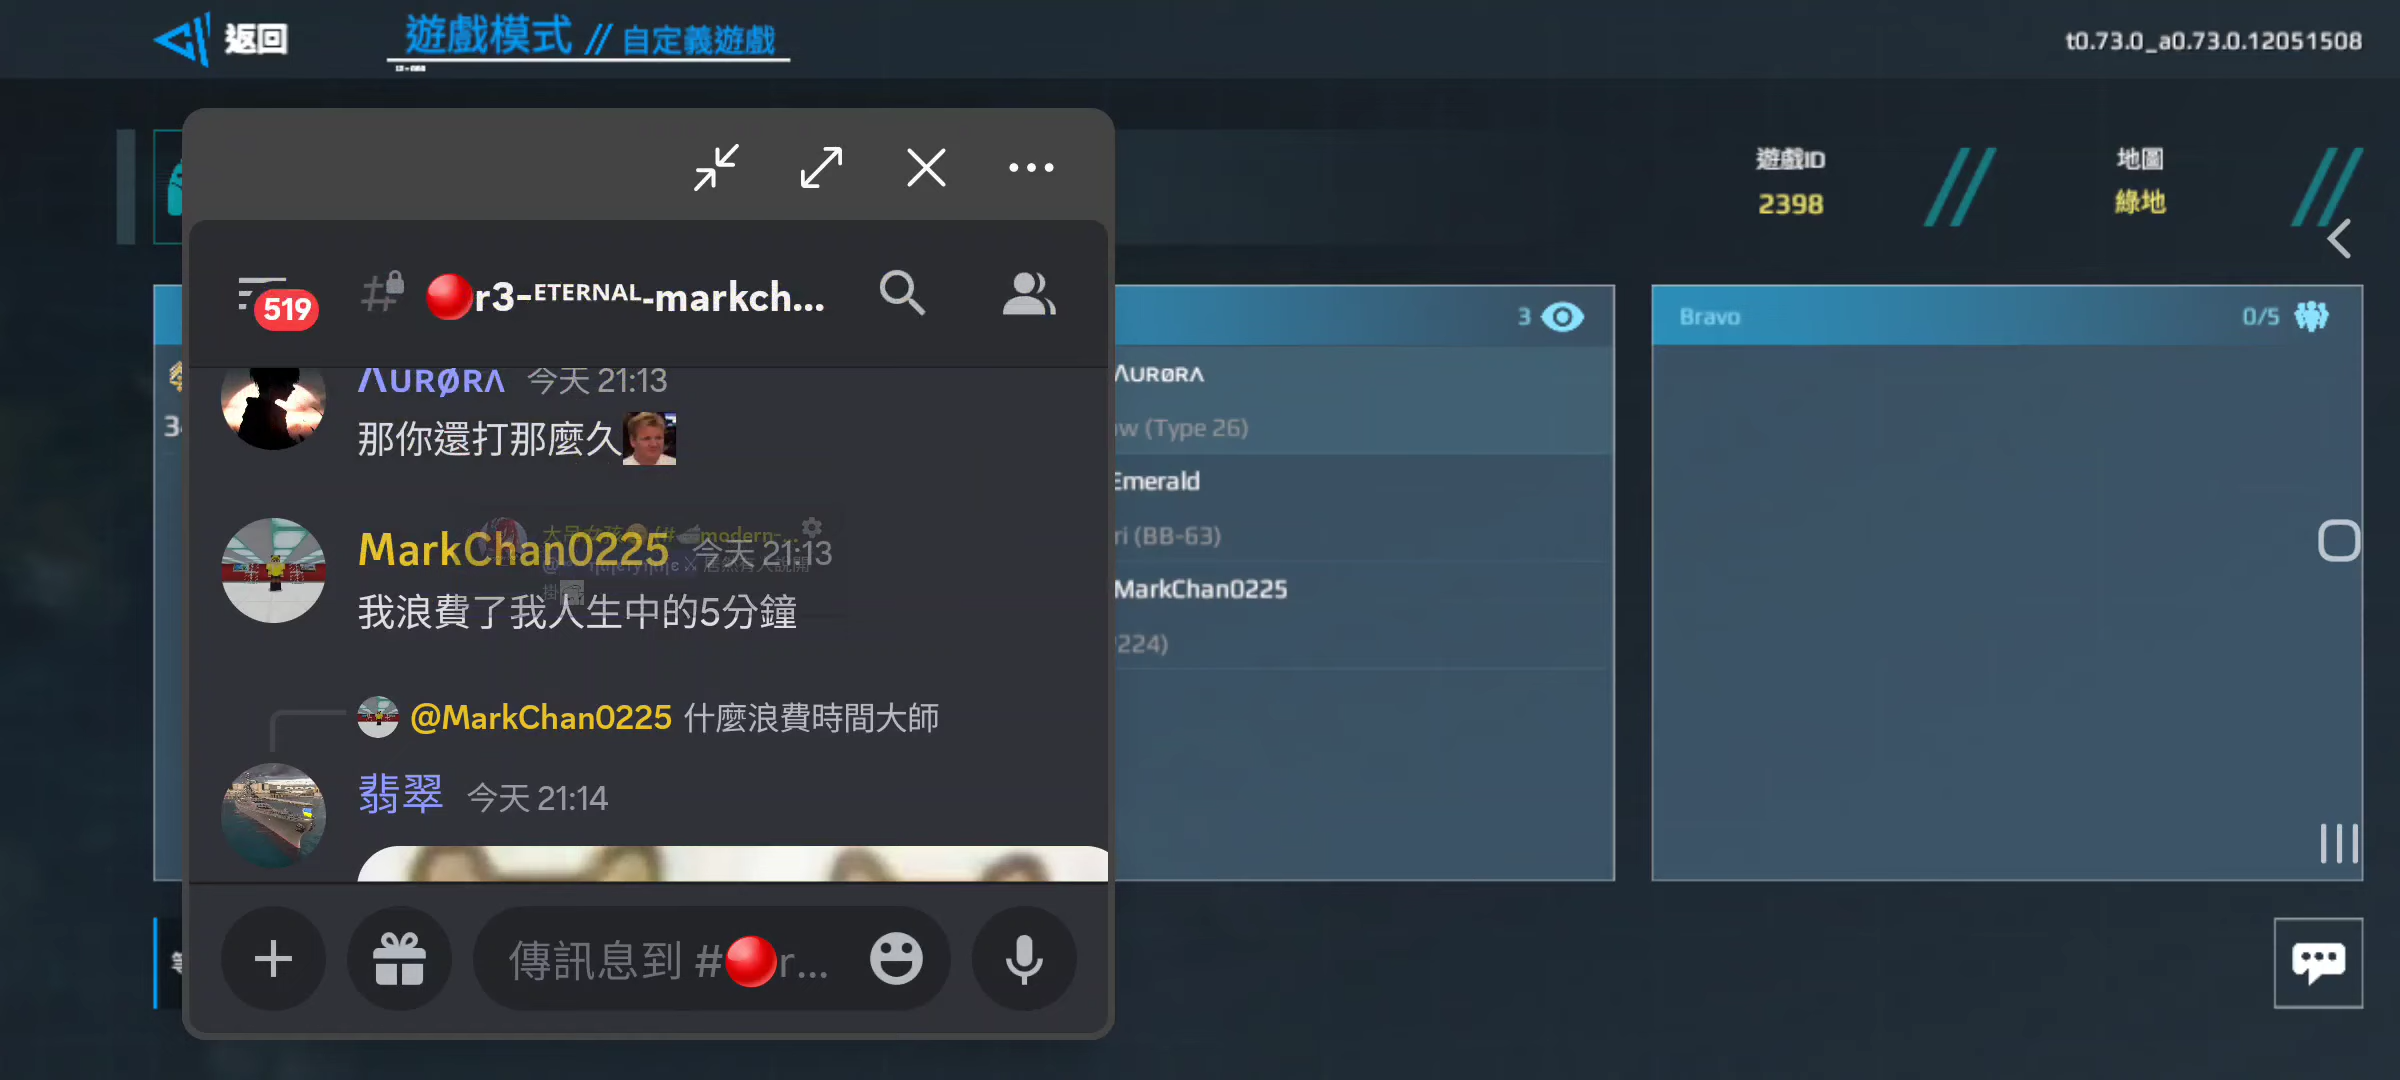 返回
遊戲模式 // 自定義遊戲
t0.73.0_a0.73.0.12051508
遊戲ID
2398
地圖
綠地
519
r3-ᴱᵀᴱᴿᴺᴬᴸ-markch...
ΛURØRΛ 今天 21:13
那你還打那麼久
MarkChan0225 今天 21:13
我浪費了我人生中的5分鐘
@MarkChan0225 什麼浪費時間大師
翡翠 今天 21:14
傳訊息到 #r...
3
ΛURØRΛ
(Type 26)
Emerald
ri (BB-63)
MarkChan0225
224)
Bravo
0/5